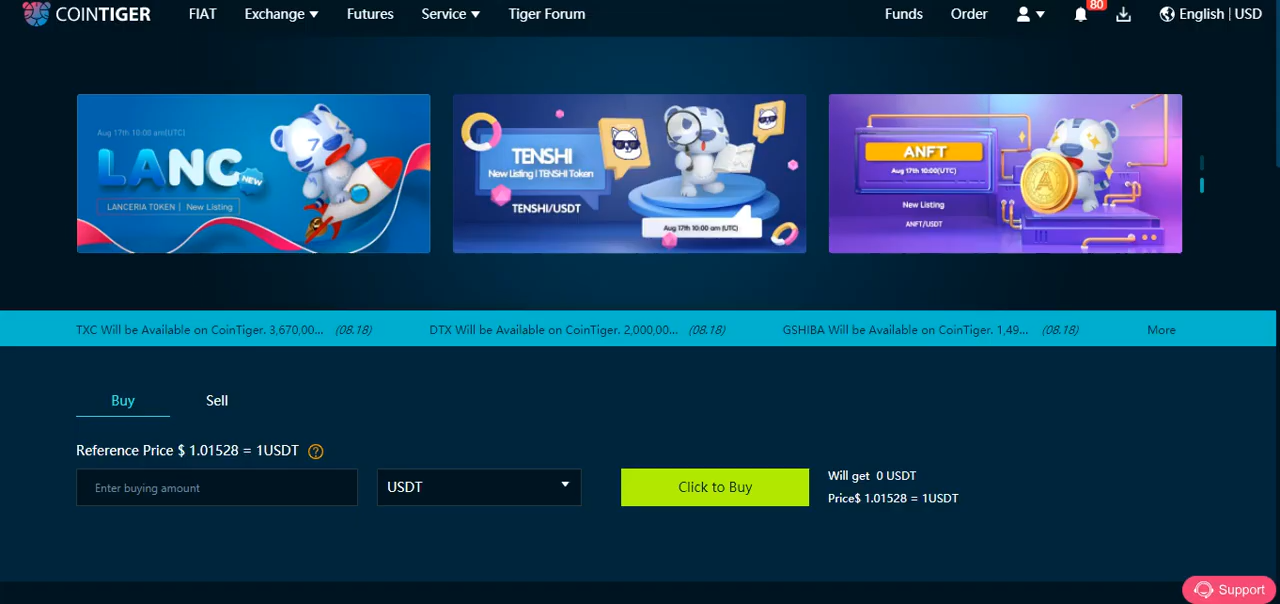 COINTIGER FIAT Exchange Futures Service Tiger Forum Funds Order 80 English | USD
Aug 17th 10:00 am(UTC)
LANC NEW
LANCERIA TOKEN | New Listing
TENSHI
New Listing | TENSHI Token
TENSHI/USDT
Aug 17th 10:00 am (UTC)
ANFT
Aug 17th 10:00(UTC)
New Listing
ANFT/USDT
TXC Will be Available on CoinTiger. 3,670,00... (08.18) DTX Will be Available on CoinTiger. 2,000,00... (08.18) GSHIBA Will be Available on CoinTiger. 1,49... (08.18) More
Buy Sell
Reference Price $ 1.01528 = 1USDT ?
Enter buying amount USDT Click to Buy
Will get 0 USDT
Price$ 1.01528 = 1USDT
Support